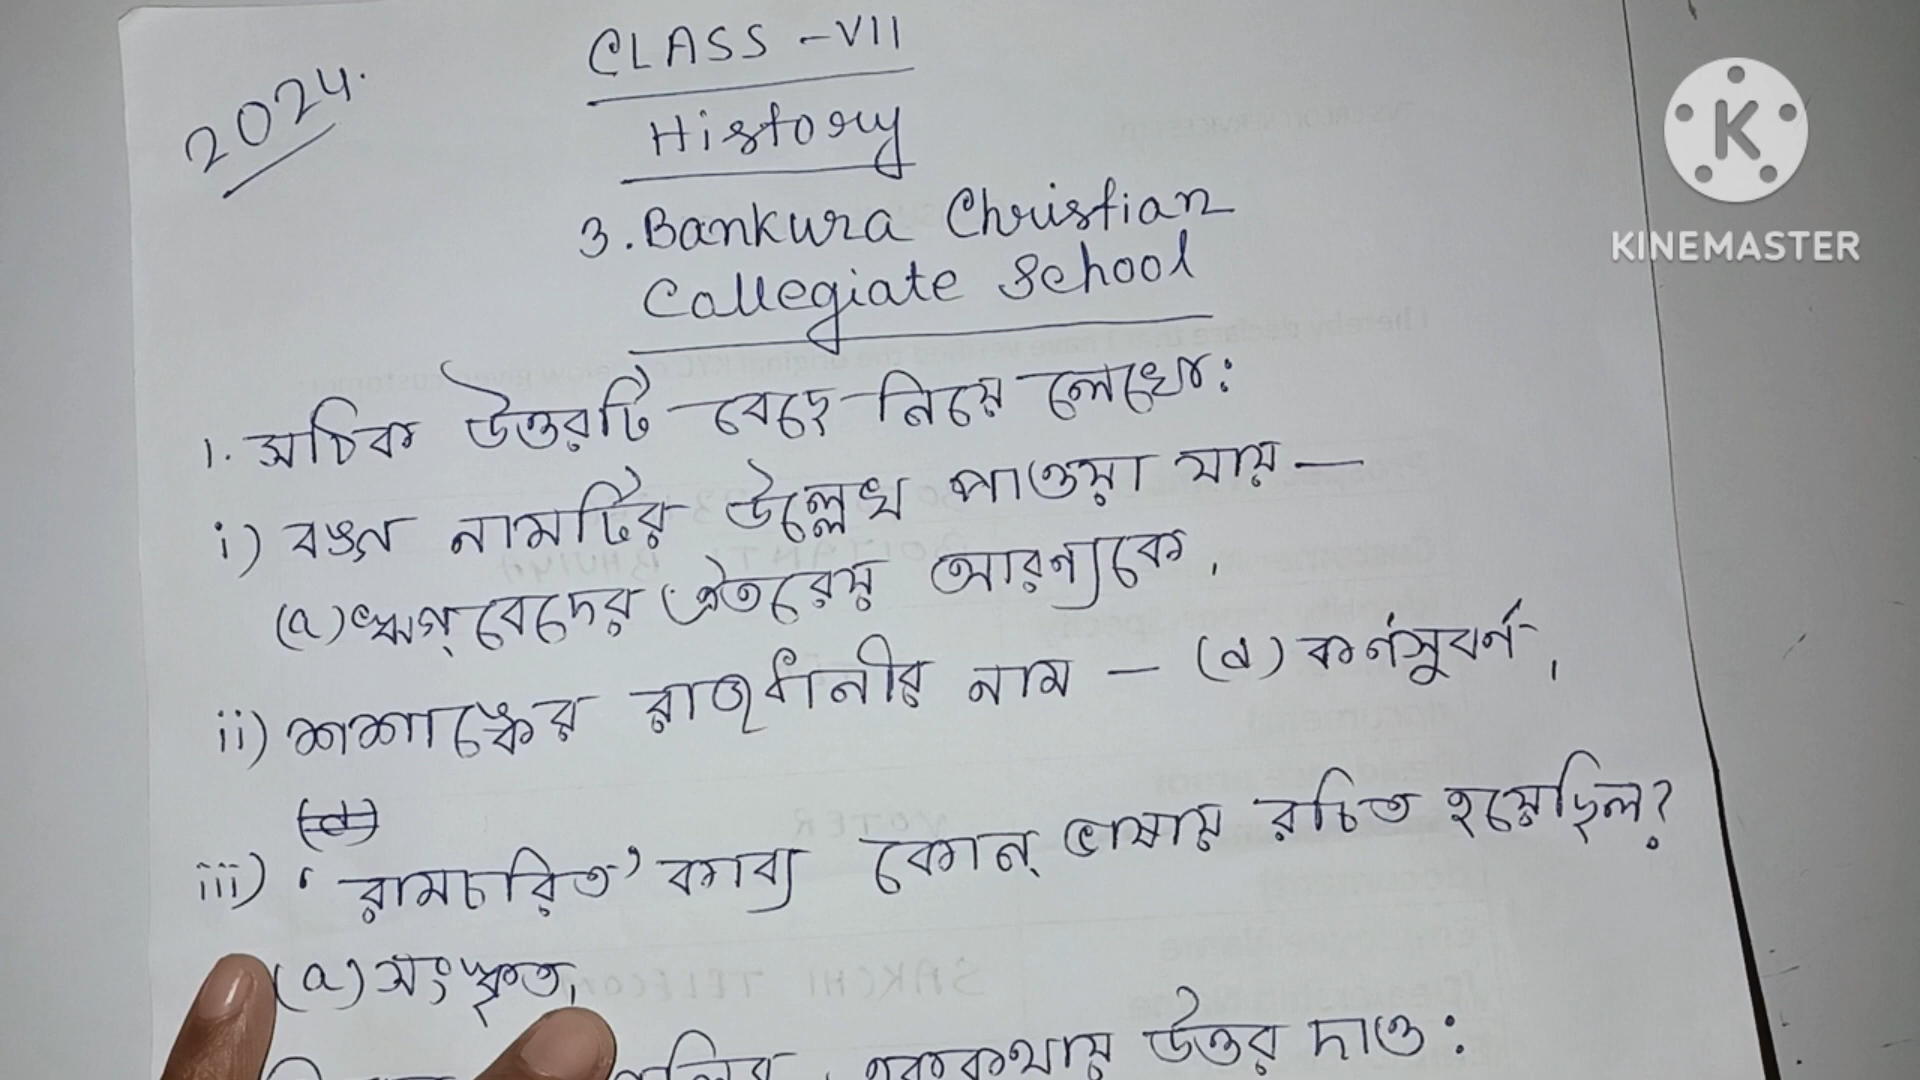 2024.
CLASS - VII
History
3. Bankura Christian
Collegiate School
KINEMASTER
1. সঠিক উত্তরটি বেছে নিয়ে লেখো:
i) বঙ্গ নামটির উল্লেখ পাওয়া যায় —
(a) ঋগ্‌বেদের ঐতরেয় আরণ্যকে,
ii) শশাঙ্কের রাজধানীর নাম — (d) কর্ণসুবর্ণ,
(d)
iii) 'রামচরিত' কাব্য কোন্ ভাষায় রচিত হয়েছিল?
(a) সংস্কৃত,
এককথায় উত্তর দাও: